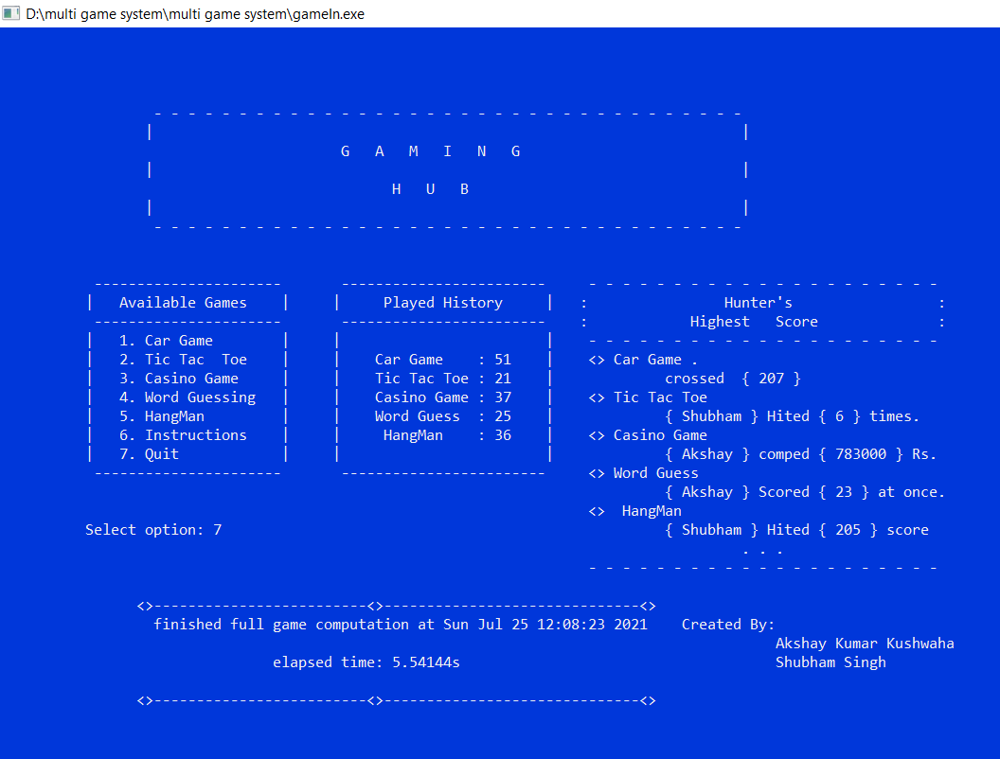 D:\multi game system\multi game system\gameIn.exe
G A M I N G
H U B
Available Games
1. Car Game
2. Tic Tac Toe
3. Casino Game
4. Word Guessing
5. HangMan
6. Instructions
7. Quit
Played History
Car Game : 51
Tic Tac Toe : 21
Casino Game : 37
Word Guess : 25
HangMan : 36
Hunter's
Highest Score
<> Car Game .
crossed { 207 }
<> Tic Tac Toe
{ Shubham } Hited { 6 } times.
<> Casino Game
{ Akshay } comped { 783000 } Rs.
<> Word Guess
{ Akshay } Scored { 23 } at once.
<> HangMan
{ Shubham } Hited { 205 } score
. . .
Select option: 7
finished full game computation at Sun Jul 25 12:08:23 2021
elapsed time: 5.54144s
Created By:
Akshay Kumar Kushwaha
Shubham Singh